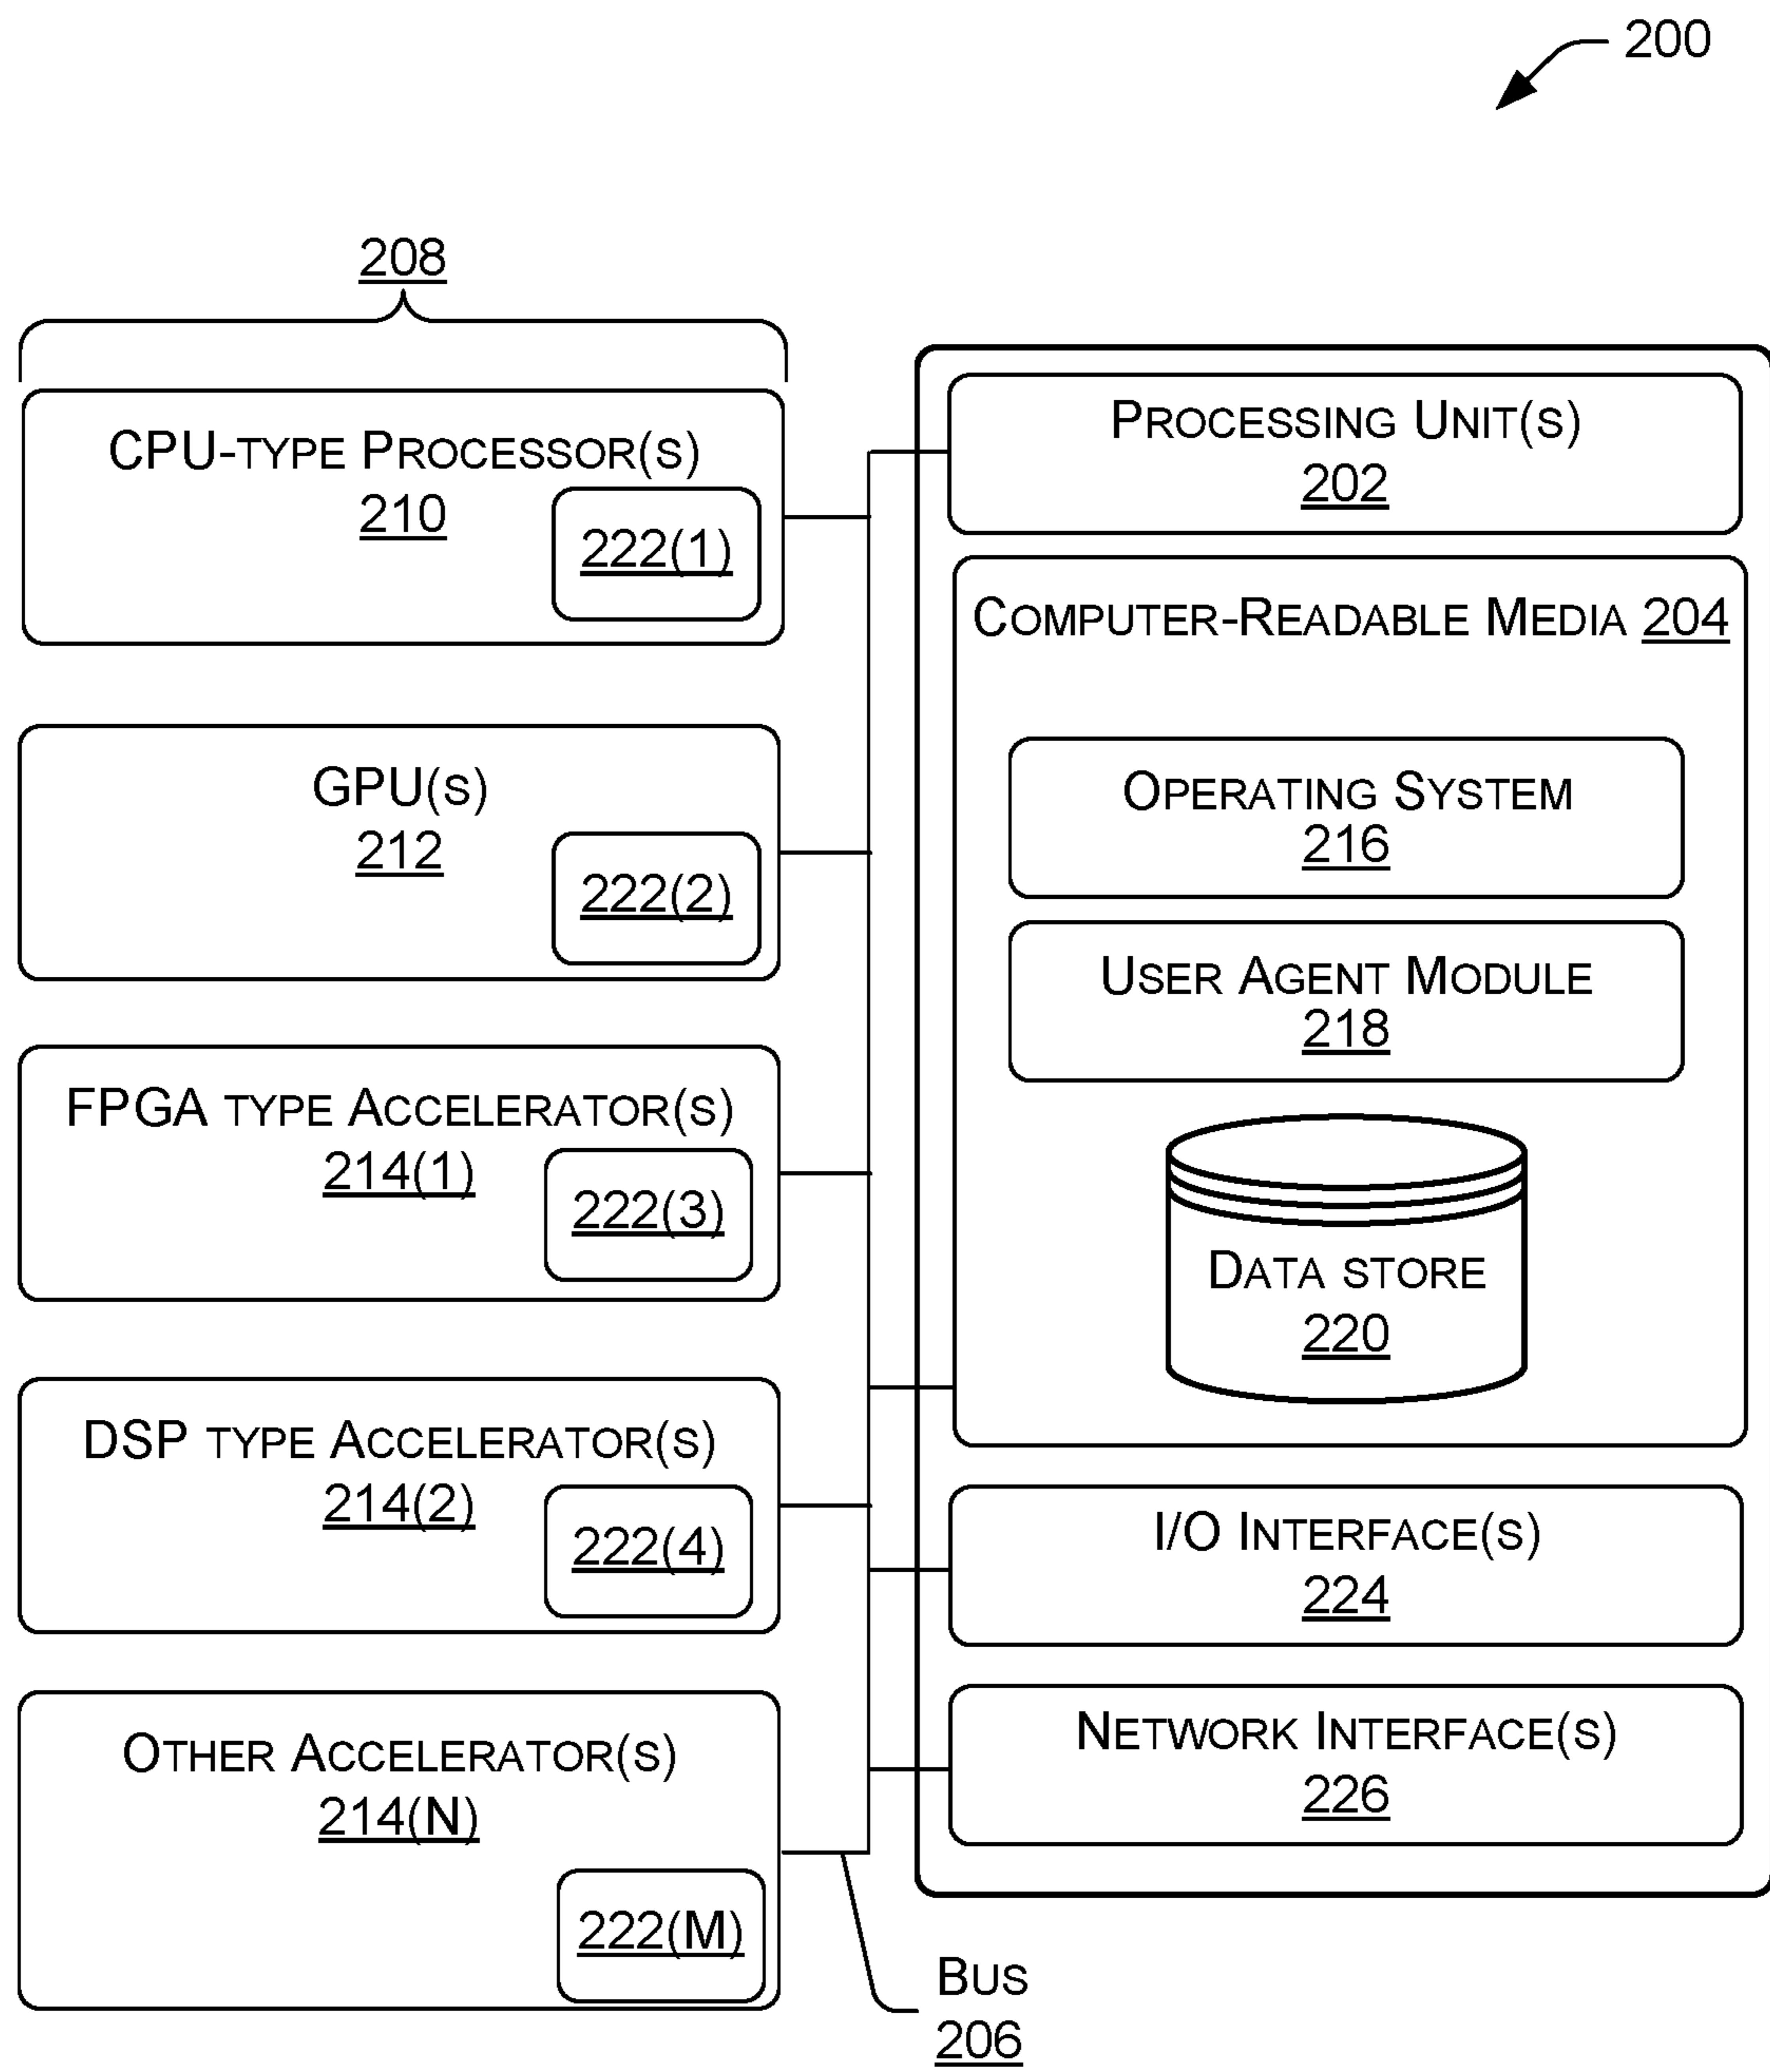 200
208
CPU-TYPE PROCESSOR(S)
210
222(1)
GPU(S)
212
222(2)
FPGA TYPE ACCELERATOR(S)
214(1)
222(3)
DSP TYPE ACCELERATOR(S)
214(2)
222(4)
OTHER ACCELERATOR(S)
214(N)
222(M)
BUS
206
PROCESSING UNIT(S)
202
COMPUTER-READABLE MEDIA 204
OPERATING SYSTEM
216
USER AGENT MODULE
218
DATA STORE
220
I/O INTERFACE(S)
224
NETWORK INTERFACE(S)
226